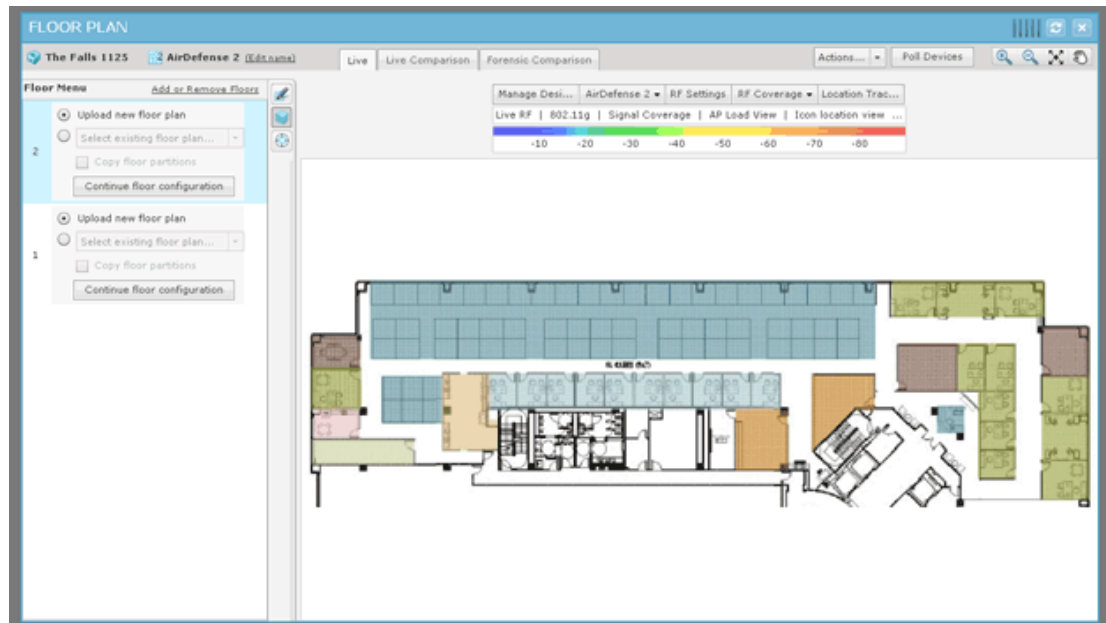 FLOOR PLAN
The Falls 1125 AirDefense 2 (Edit name)
Live Live Comparison Forensic Comparison
Actions... Poll Devices
Floor Menu Add or Remove Floors
Manage Desi... AirDefense 2 RF Settings RF Coverage Location Trac...
Live RF | 802.11g | Signal Coverage | AP Load View | Icon location view ...
-10 -20 -30 -40 -50 -60 -70 -80
2
Upload new floor plan
Select existing floor plan...
Copy floor partitions
Continue floor configuration
1
Upload new floor plan
Select existing floor plan...
Copy floor partitions
Continue floor configuration